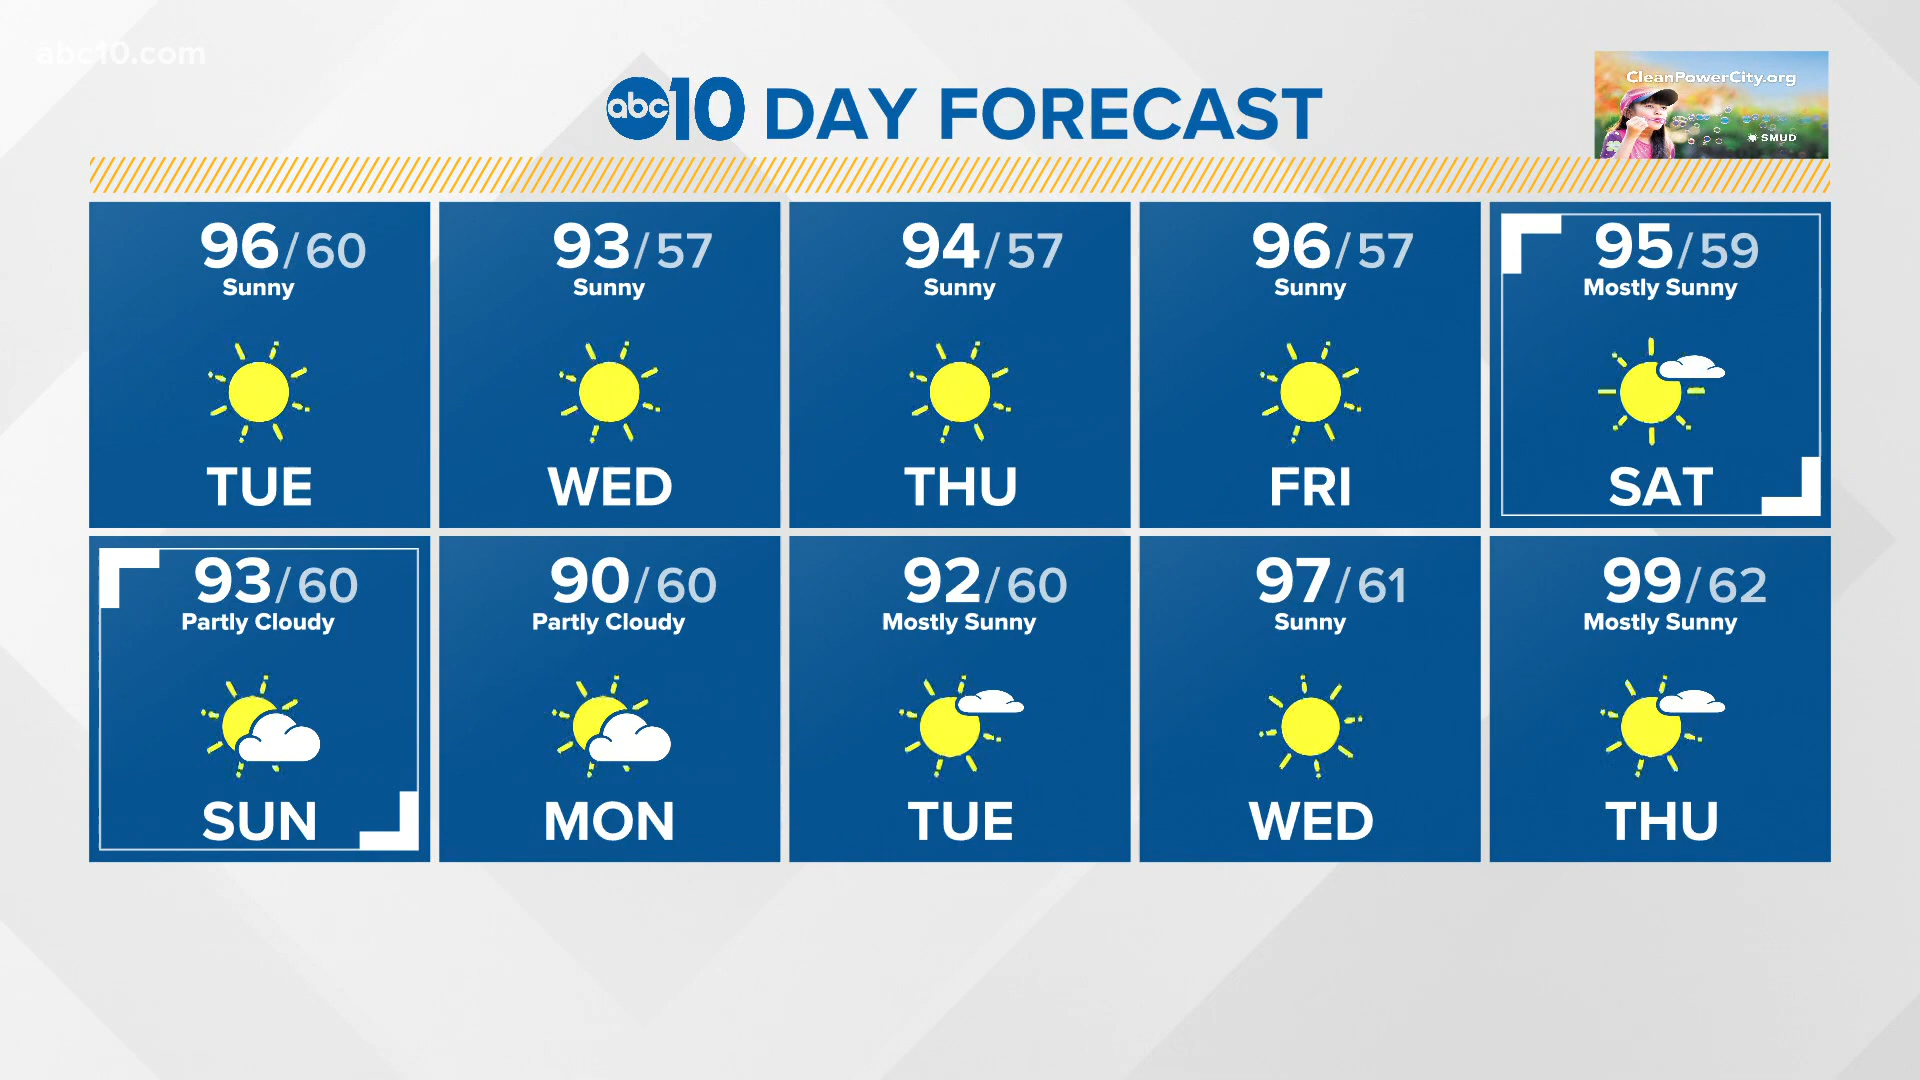 abc10.com
abc10 DAY FORECAST
CleanPowerCity.org
SMUD
96/60
Sunny
TUE
93/57
Sunny
WED
94/57
Sunny
THU
96/57
Sunny
FRI
95/59
Mostly Sunny
SAT
93/60
Partly Cloudy
SUN
90/60
Partly Cloudy
MON
92/60
Mostly Sunny
TUE
97/61
Sunny
WED
99/62
Mostly Sunny
THU